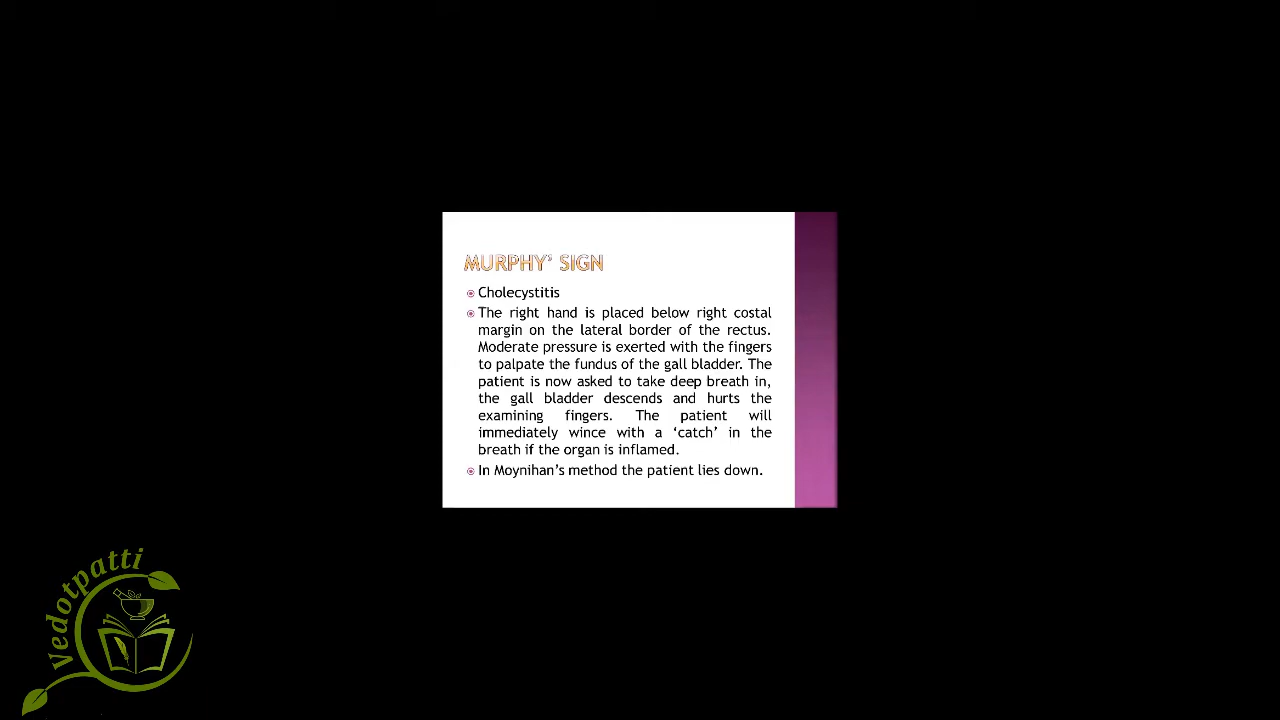 MURPHY’ SIGN
Cholecystitis
The right hand is placed below right costal
margin on the lateral border of the rectus.
Moderate pressure is exerted with the fingers
to palpate the fundus of the gall bladder. The
patient is now asked to take deep breath in,
the gall bladder descends and hurts the
examining fingers. The patient will
immediately wince with a ‘catch’ in the
breath if the organ is inflamed.
In Moynihan’s method the patient lies down.
vedotpatti